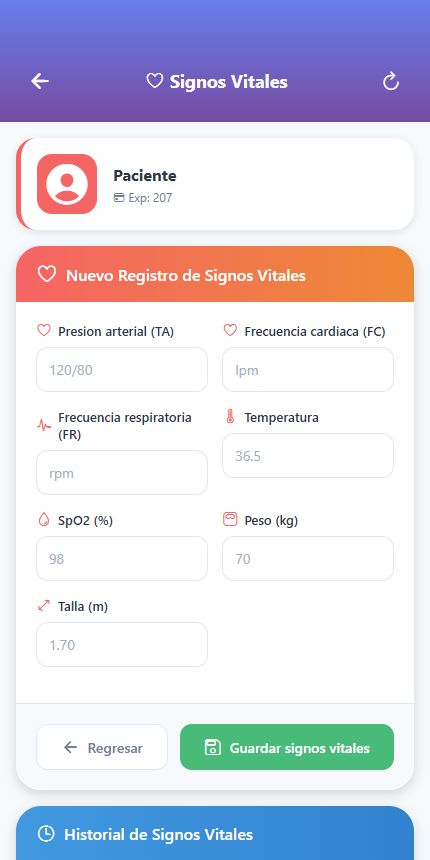 Signos Vitales
Paciente
Exp: 207
Nuevo Registro de Signos Vitales
Presion arterial (TA)
120/80
Frecuencia cardiaca (FC)
lpm
Frecuencia respiratoria
(FR)
rpm
Temperatura
36.5
SpO2 (%)
98
Peso (kg)
70
Talla (m)
1.70
Regresar
Guardar signos vitales
Historial de Signos Vitales